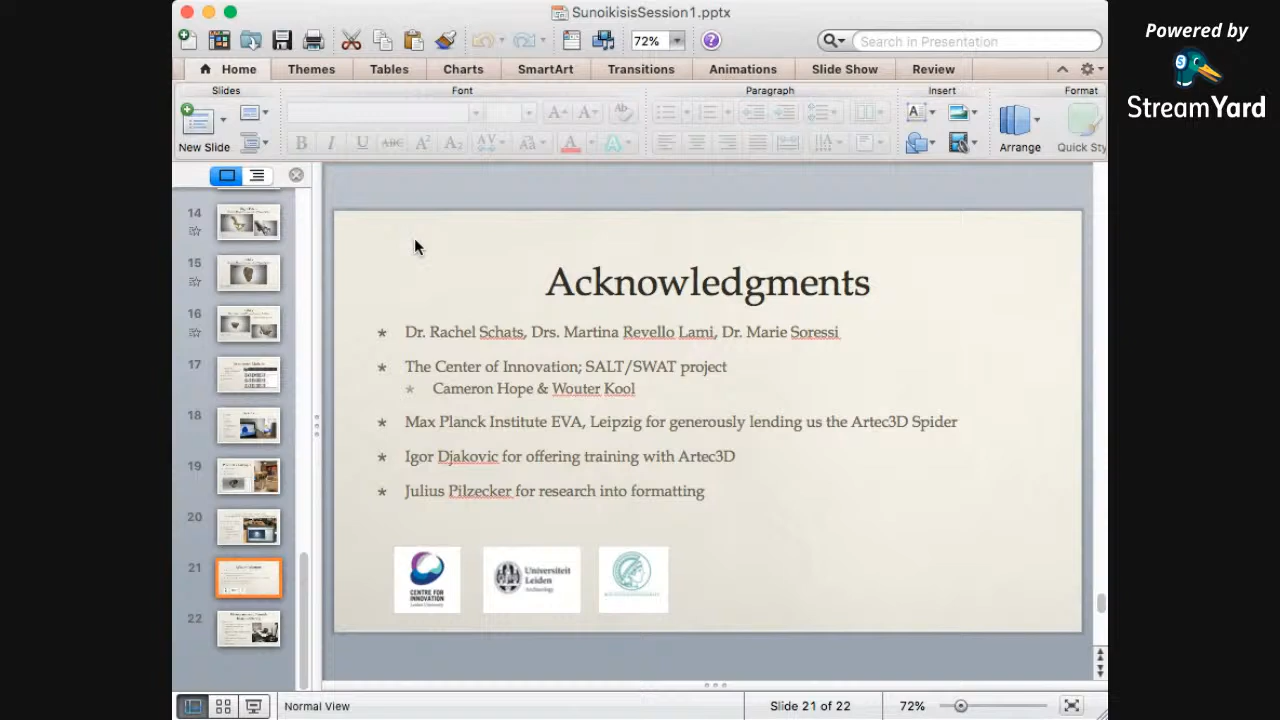 SunoikisisSession1.pptx
Powered by
StreamYard
72%
Search in Presentation
Home
Themes
Tables
Charts
SmartArt
Transitions
Animations
Slide Show
Review
Slides
Font
Paragraph
Insert
Format
New Slide
Arrange
Quick Sty
14
15
16
17
18
19
20
21
22
Acknowledgments
* Dr. Rachel Schats, Drs. Martina Revello Lami, Dr. Marie Soressi
* The Center of Innovation; SALT/SWAT project
* Cameron Hope & Wouter Kool
* Max Planck Institute EVA, Leipzig for generously lending us the Artec3D Spider
* Igor Djakovic for offering training with Artec3D
* Julius Pilzecker for research into formatting
CENTRE FOR
INNOVATION
Leiden University
Universiteit
Leiden
Archaeology
Normal View
Slide 21 of 22
72%